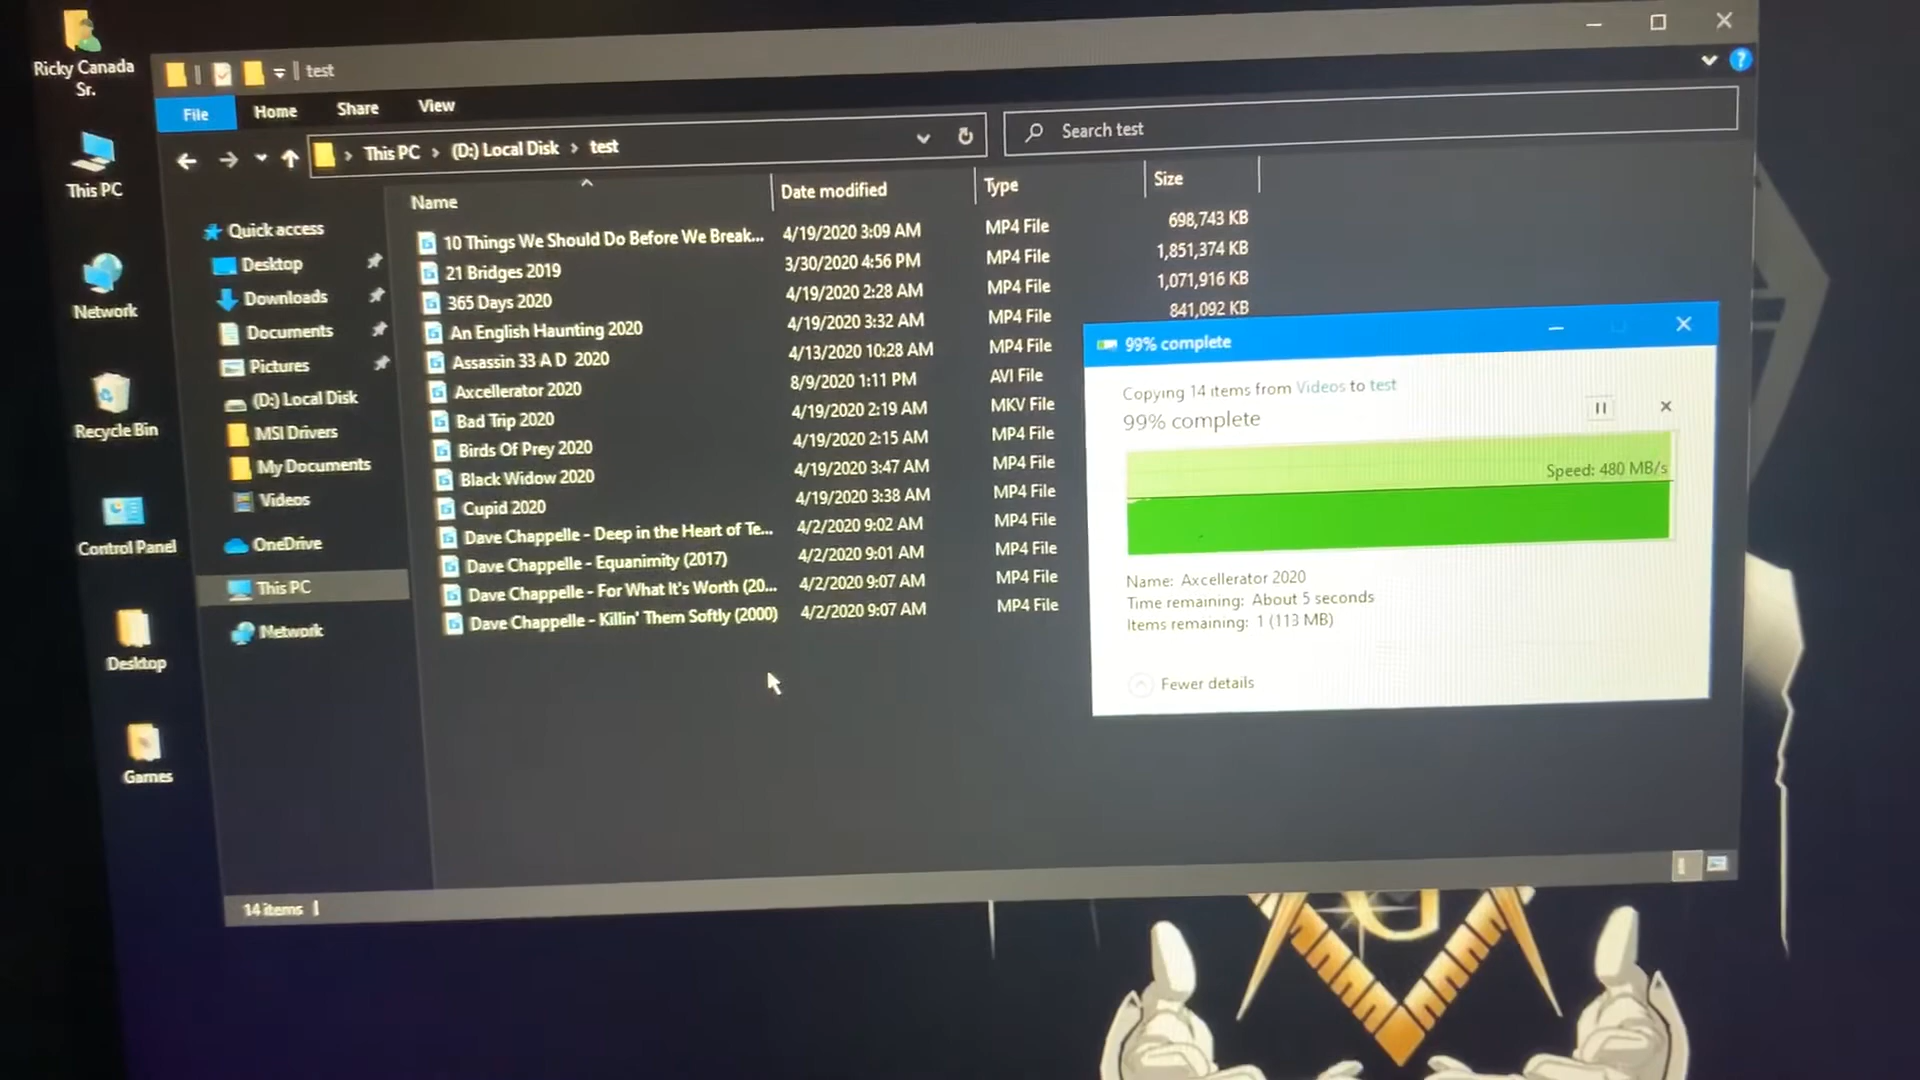 Ricky Canada
Sr.
This PC
Network
Recycle Bin
Control Panel
Desktop
Games
test
File Home Share View
This PC > (D:) Local Disk > test
Search test
Quick access
Desktop
Downloads
Documents
Pictures
(D:) Local Disk
MSI Drivers
My Documents
Videos
OneDrive
This PC
Network
Name Date modified Type Size
10 Things We Should Do Before We Break... 4/19/2020 3:09 AM MP4 File 698,743 KB
21 Bridges 2019 3/30/2020 4:56 PM MP4 File 1,851,374 KB
365 Days 2020 4/19/2020 2:28 AM MP4 File 1,071,916 KB
An English Haunting 2020 4/19/2020 3:32 AM MP4 File 841,092 KB
Assassin 33 A D 2020 4/13/2020 10:28 AM MP4 File
Axcellerator 2020 8/9/2020 1:11 PM AVI File
Bad Trip 2020 4/19/2020 2:19 AM MKV File
Birds Of Prey 2020 4/19/2020 2:15 AM MP4 File
Black Widow 2020 4/19/2020 3:47 AM MP4 File
Cupid 2020 4/19/2020 3:38 AM MP4 File
Dave Chappelle - Deep in the Heart of Te... 4/2/2020 9:02 AM MP4 File
Dave Chappelle - Equanimity (2017) 4/2/2020 9:01 AM MP4 File
Dave Chappelle - For What It's Worth (20... 4/2/2020 9:07 AM MP4 File
Dave Chappelle - Killin' Them Softly (2000) 4/2/2020 9:07 AM MP4 File
99% complete
Copying 14 items from Videos to test
99% complete
Speed: 480 MB/s
Name: Axcellerator 2020
Time remaining: About 5 seconds
Items remaining: 1 (113 MB)
Fewer details
14 items
G